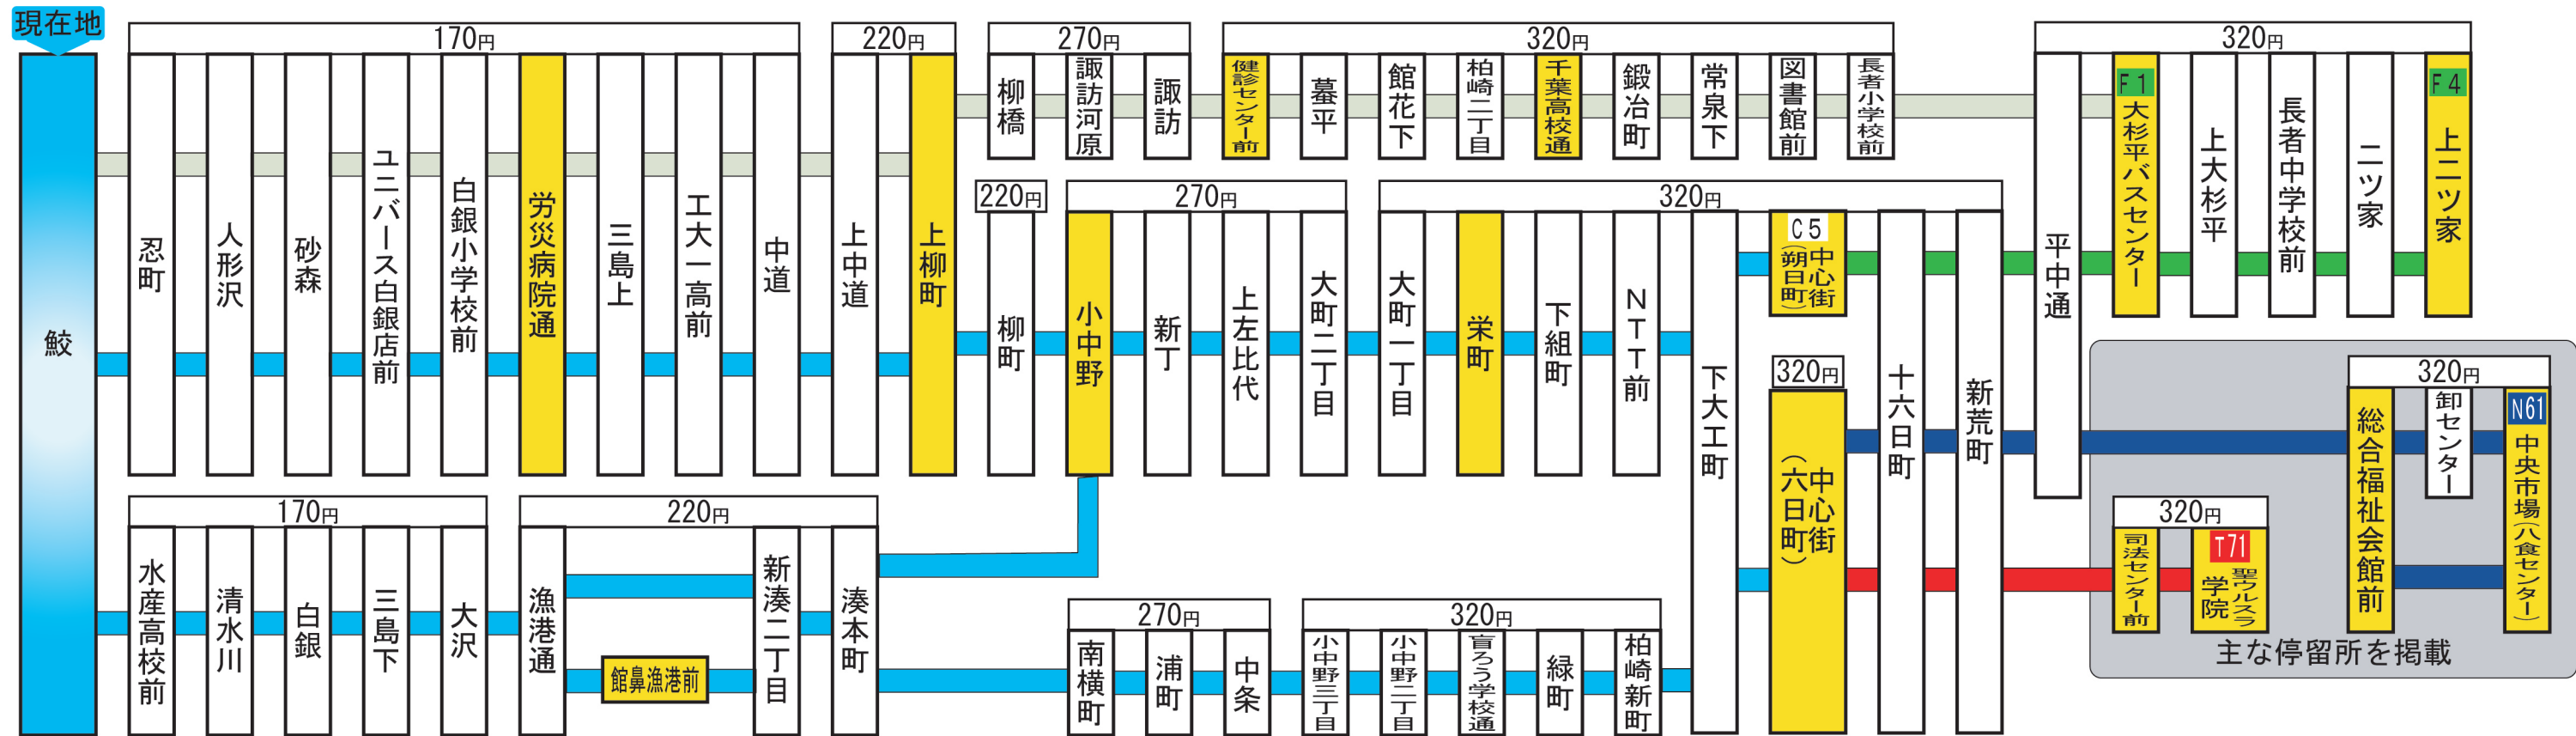 現在地
鮫
170円
忍町
人形沢
砂森
ユニバース白銀店前
白銀小学校前
労災病院通
三島上
工大一高前
中道
220円
上中道
上柳町
270円
柳橋
諏訪河原
諏訪
320円
健診センター前
蟇平
館花下
柏崎二丁目
千葉高校通
鍛冶町
常泉下
図書館前
長者小学校前
320円
平中通
F1
大杉平バスセンター
上大杉平
長者中学校前
二ツ家
F4
上二ツ家
220円
柳町
270円
小中野
新丁
上左比代
大町二丁目
320円
大町一丁目
栄町
下組町
NTT前
下大工町
C5
中心街
(朔日町)
320円
中心街
(六日町)
十六日町
新荒町
170円
水産高校前
清水川
白銀
三島下
大沢
220円
漁港通
館鼻漁港前
新湊二丁目
湊本町
270円
南横町
浦町
中条
320円
小中野三丁目
小中野二丁目
盲ろう学校通
緑町
柏崎新町
320円
総合福祉会館前
卸センター
N61
中央市場(八食センター)
320円
司法センター前
T71
聖ウルスラ
学院
主な停留所を掲載